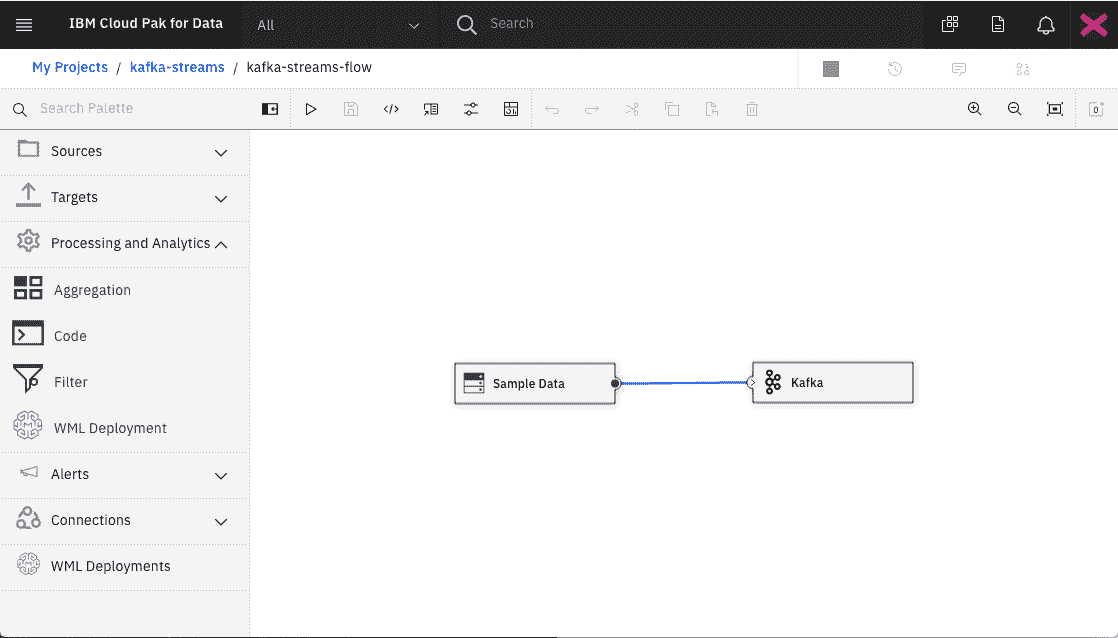 IBM Cloud Pak for Data
All
Search
My Projects / kafka-streams / kafka-streams-flow
Search Palette
</>
0
Sources
Targets
Processing and Analytics
Aggregation
Code
Filter
WML Deployment
Alerts
Connections
WML Deployments
Sample Data
Kafka